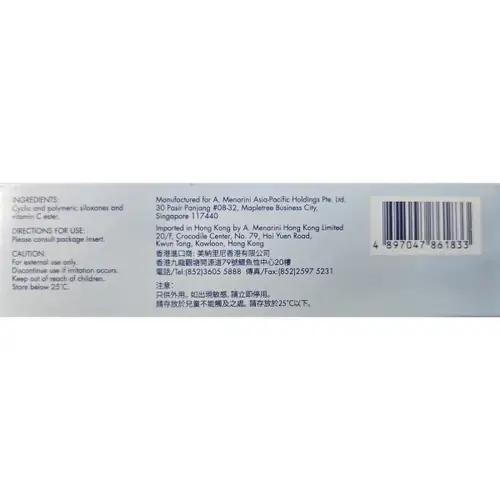 INGREDIENTS:
Cyclic and polymeric siloxanes and
vitamin C ester.
DIRECTIONS FOR USE:
Please consult package insert.
CAUTION:
For external use only.
Discontinue use if irritation occurs.
Keep out of reach of children.
Store below 25°C.
Manufactured for A. Menarini Asia-Pacific Holdings Pte. Ltd.
30 Pasir Panjang #08-32, Mapletree Business City,
Singapore 117440
Imported in Hong Kong by A. Menarini Hong Kong Limited
20/F, Crocodile Center, No. 79, Hoi Yuen Road,
Kwun Tong, Kowloon, Hong Kong
香港進口商: 美納里尼香港有限公司
香港九龍觀塘開源道79號鱷魚恤中心20樓
電話/Tel:(852)3605 5888 傳真/Fax:(852)2597 5231
注意:
只供外用。如出現敏感, 請立即停用。
請存放於兒童不能觸及之處。請存放於25°C以下。
4 897047 861833